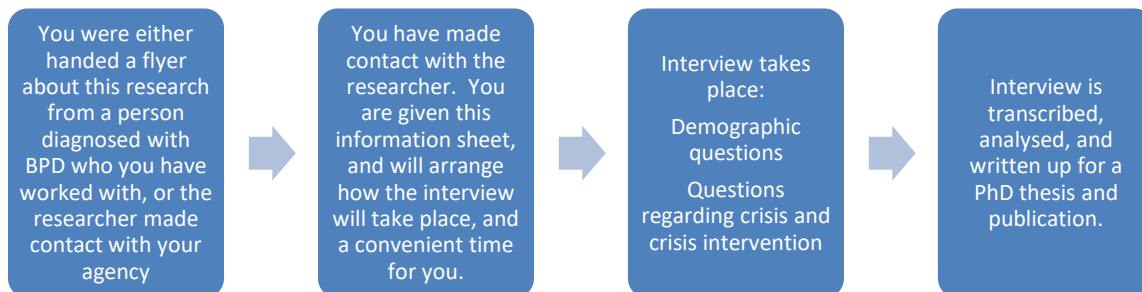 You were either
handed a flyer
about this research
from a person
diagnosed with
BPD who you have
worked with, or the
researcher made
contact with your
agency
You have made
contact with the
researcher.  You
are given this
information sheet,
and will arrange
how the interview
will take place, and
a convenient time
for you.
Interview takes
place:
Demographic
questions
Questions
regarding crisis and
crisis intervention
Interview is
transcribed,
analysed, and
written up for a
PhD thesis and
publication.